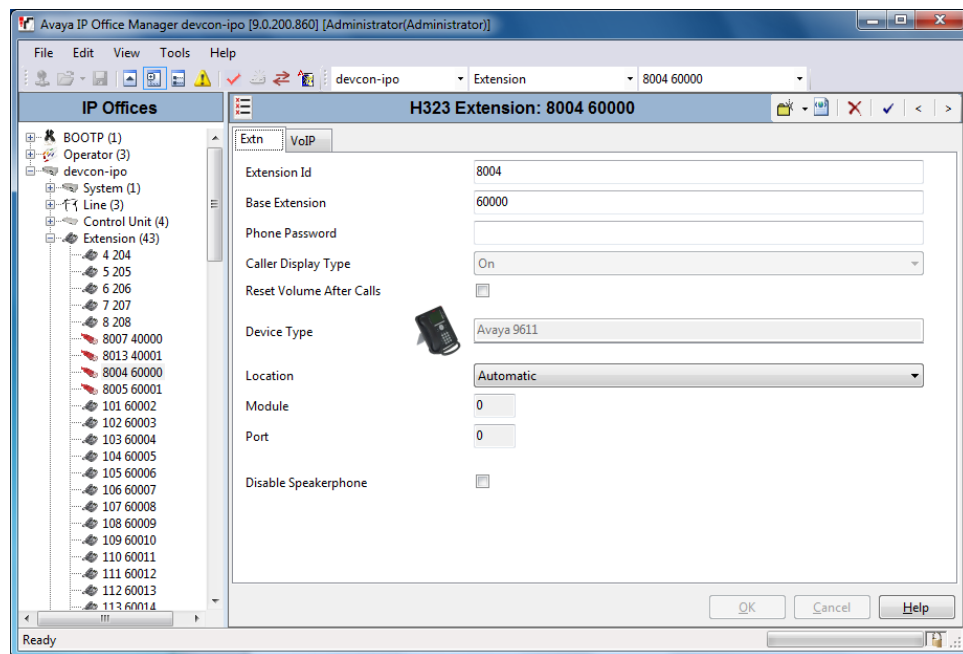 Avaya IP Office Manager devcon-ipo [9.0.200.860] [Administrator(Administrator)]
File Edit View Tools Help
devcon-ipo Extension 8004 60000
IP Offices
H323 Extension: 8004 60000
BOOTP (1)
Operator (3)
devcon-ipo
System (1)
Line (3)
Control Unit (4)
Extension (43)
4 204
5 205
6 206
7 207
8 208
8007 40000
8013 40001
8004 60000
8005 60001
101 60002
102 60003
103 60004
104 60005
105 60006
106 60007
107 60008
108 60009
109 60010
110 60011
111 60012
112 60013
113 60014
Extn VoIP
Extension Id 8004
Base Extension 60000
Phone Password
Caller Display Type On
Reset Volume After Calls
Device Type Avaya 9611
Location Automatic
Module 0
Port 0
Disable Speakerphone
OK Cancel Help
Ready